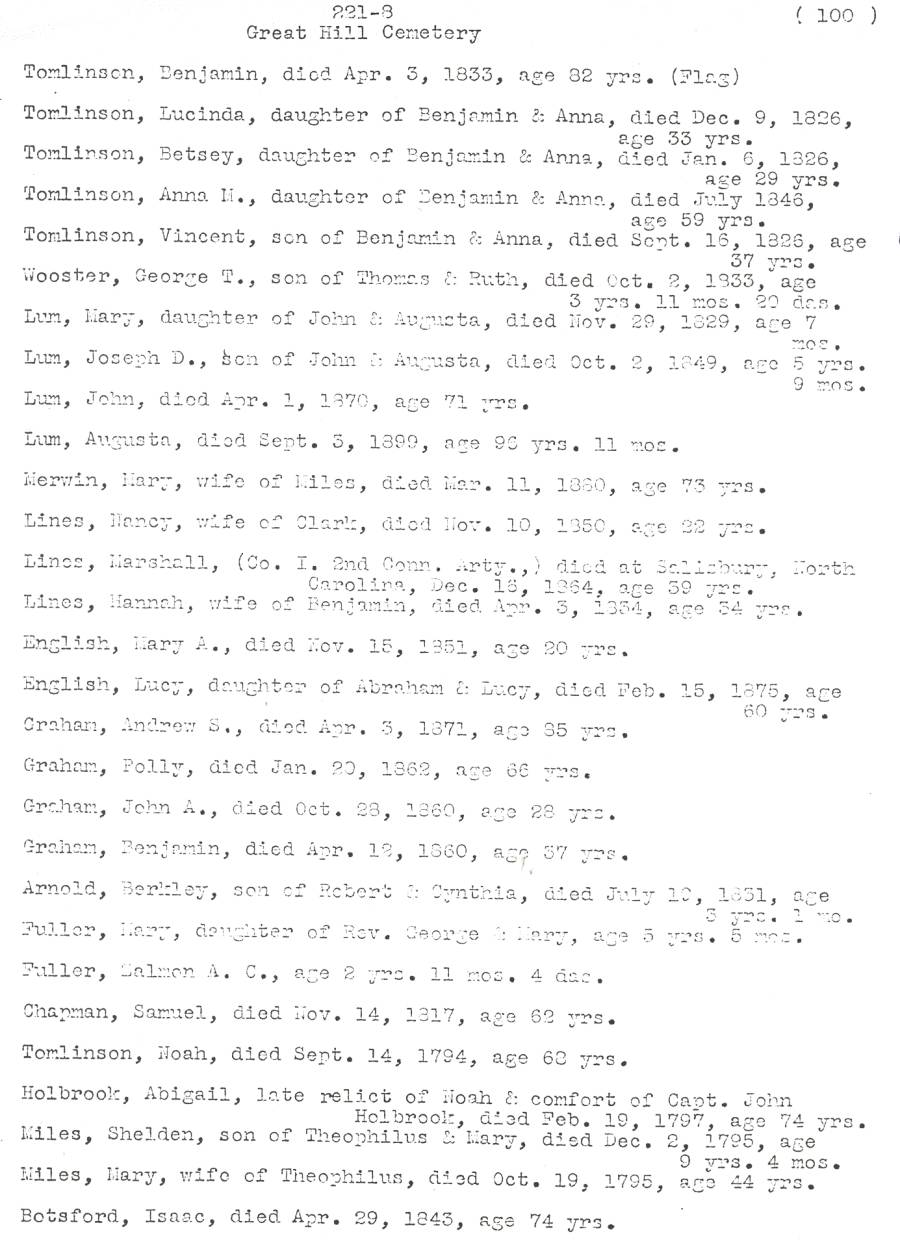 221-8
( 100 )
Great Hill Cemetery
Tomlinson, Benjamin, died Apr. 3, 1833, age 82 yrs. (Flag)
Tomlinson, Lucinda, daughter of Benjamin & Anna, died Dec. 9, 1826,
age 33 yrs.
Tomlinson, Betsey, daughter of Benjamin & Anna, died Jan. 6, 1826,
age 29 yrs.
Tomlinson, Anna M., daughter of Benjamin & Anna, died July 1846,
age 59 yrs.
Tomlinson, Vincent, son of Benjamin & Anna, died Sept. 16, 1826, age
37 yrs.
Wooster, George T., son of Thomas & Ruth, died Oct. 2, 1833, age
3 yrs. 11 mos. 20 das.
Lum, Mary, daughter of John & Augusta, died Nov. 29, 1829, age 7
mos.
Lum, Joseph D., son of John & Augusta, died Oct. 2, 1849, age 5 yrs.
9 mos.
Lum, John, died Apr. 1, 1870, age 71 yrs.
Lum, Augusta, died Sept. 3, 1899, age 96 yrs. 11 mos.
Merwin, Mary, wife of Miles, died Mar. 11, 1860, age 73 yrs.
Lines, Nancy, wife of Clark, died Nov. 10, 1850, age 22 yrs.
Lines, Marshall, (Co. I. 2nd Conn. Arty.,) died at Salisbury, North
Carolina, Dec. 16, 1864, age 39 yrs.
Lines, Hannah, wife of Benjamin, died Apr. 3, 1834, age 34 yrs.
English, Mary A., died Nov. 15, 1851, age 20 yrs.
English, Lucy, daughter of Abraham & Lucy, died Feb. 15, 1875, age
60 yrs.
Graham, Andrew S., died Apr. 3, 1871, age 85 yrs.
Graham, Polly, died Jan. 20, 1862, age 66 yrs.
Graham, John A., died Oct. 28, 1860, age 28 yrs.
Graham, Benjamin, died Apr. 12, 1860, age 37 yrs.
Arnold, Berkley, son of Robert & Cynthia, died July 1831, age
3 yrs. 1 mo.
Fuller, Mary, daughter of Rev. George & Mary, age 5 yrs. 5 mos.
Fuller, Salmon A. C., age 2 yrs. 11 mos. 4 das.
Chapman, Samuel, died Nov. 14, 1817, age 62 yrs.
Tomlinson, Noah, died Sept. 14, 1794, age 68 yrs.
Holbrook, Abigail, late relict of Noah & comfort of Capt. John
Holbrook, died Feb. 19, 1797, age 74 yrs.
Miles, Shelden, son of Theophilus & Mary, died Dec. 2, 1795, age
9 yrs. 4 mos.
Miles, Mary, wife of Theophilus, died Oct. 19, 1795, age 44 yrs.
Botsford, Isaac, died Apr. 29, 1843, age 74 yrs.